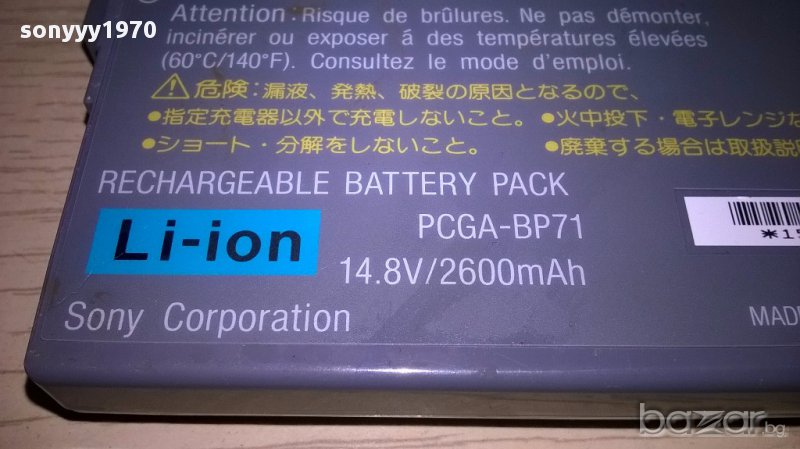 sonyyy1970
Attention : Risque de brûlures. Ne pas démonter,
incinérer ou exposer á des températures élevées
(60°C/140°F). Consultez le mode d'emploi.
⚠危険：漏液、発熱、破裂の原因となるので、
●指定充電器以外で充電しないこと。●火中投下・電子レンジな
●ショート・分解をしないこと。 ●廃棄する場合は取扱説
RECHARGEABLE BATTERY PACK
Li-ion
PCGA-BP71
14.8V/2600mAh
*15
Sony Corporation
MADE
bazar.bg